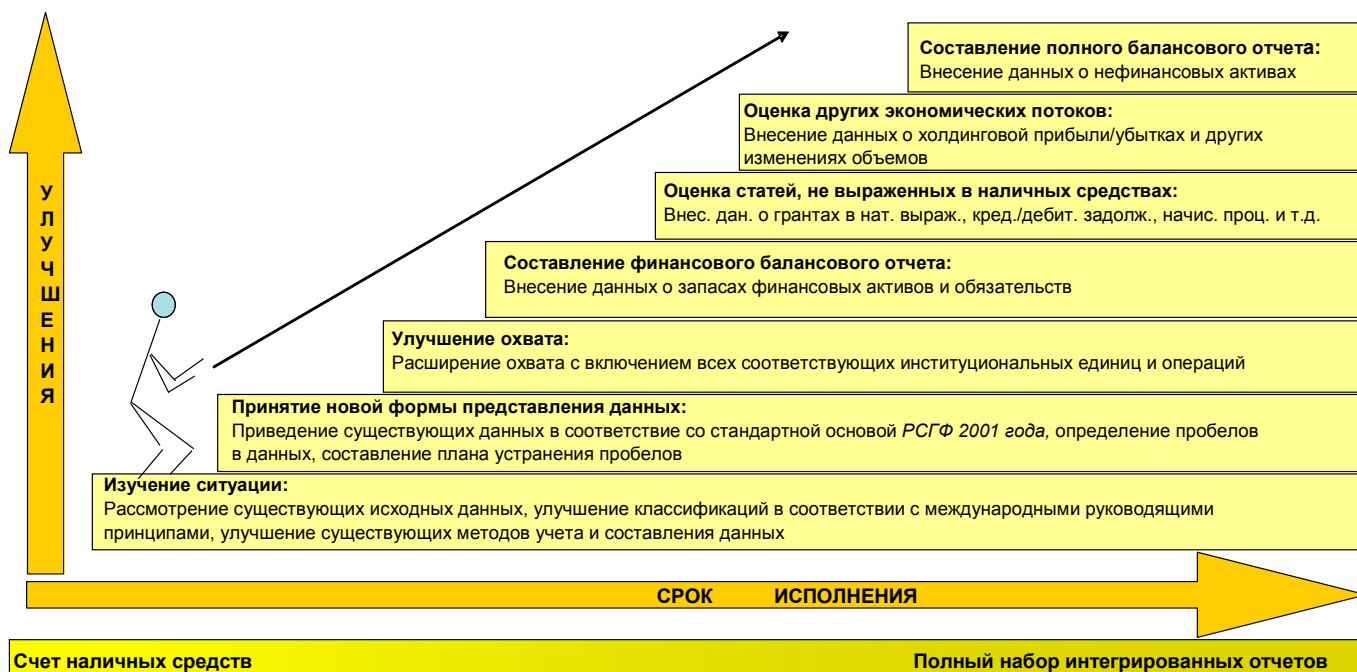 Составление полного балансового отчета:
Внесение данных о нефинансовых активах
Оценка других экономических потоков:
Внесение данных о холдинговой прибыли/убытках и других
изменениях объемов
Оценка статей, не выраженных в наличных средствах:
Внес. дан. о грантах в нат. выраж., кред./дебит. задолж., начис. проц. и т.д.
Составление финансового балансового отчета:
Внесение данных о запасах финансовых активов и обязательств
Улучшение охвата:
Расширение охвата с включением всех соответствующих институциональных единиц и операций
Принятие новой формы представления данных:
Приведение существующих данных в соответствие со стандартной основой РСГФ 2001 года, определение пробелов
в данных, составление плана устранения пробелов
Изучение ситуации:
Рассмотрение существующих исходных данных, улучшение классификаций в соответствии с международными руководящими
принципами, улучшение существующих методов учета и составления данных
УЛУЧШЕНИЯ
СРОК ИСПОЛНЕНИЯ
Счет наличных средств Полный набор интегрированных отчетов